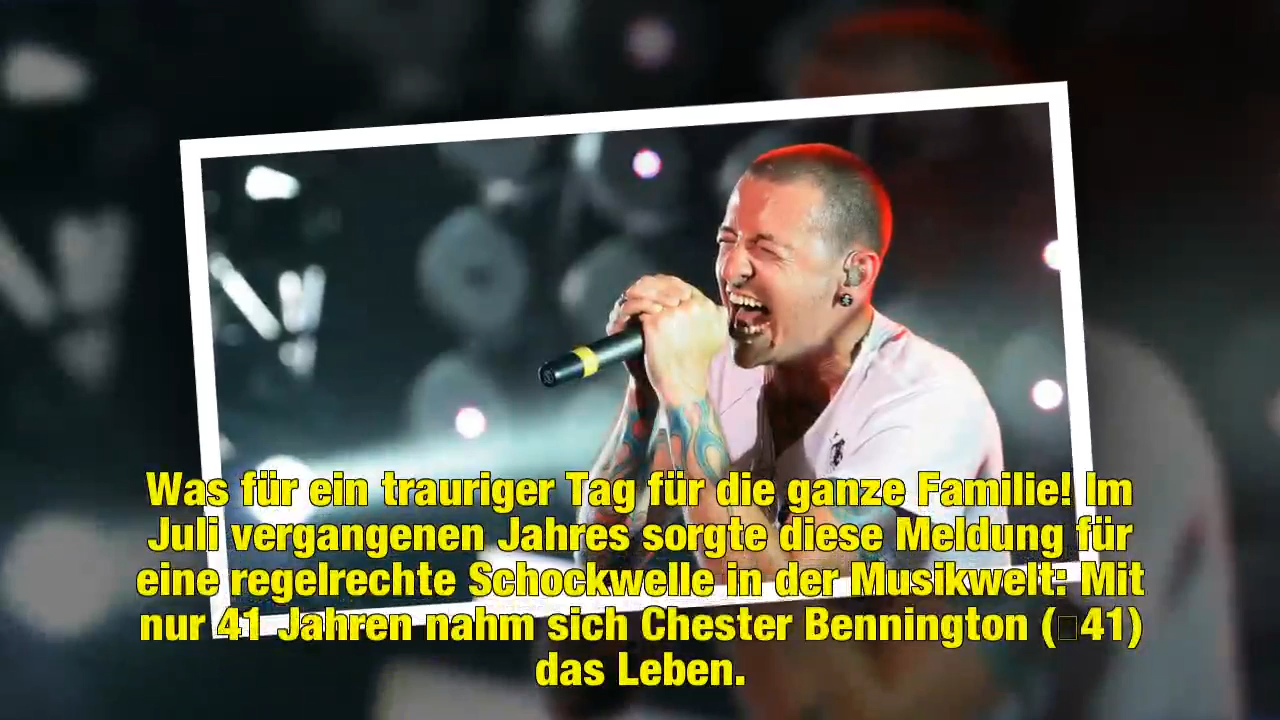 Was für ein trauriger Tag für die ganze Familie! Im
Juli vergangenen Jahres sorgte diese Meldung für
eine regelrechte Schockwelle in der Musikwelt: Mit
nur 41 Jahren nahm sich Chester Bennington (▯41)
das Leben.